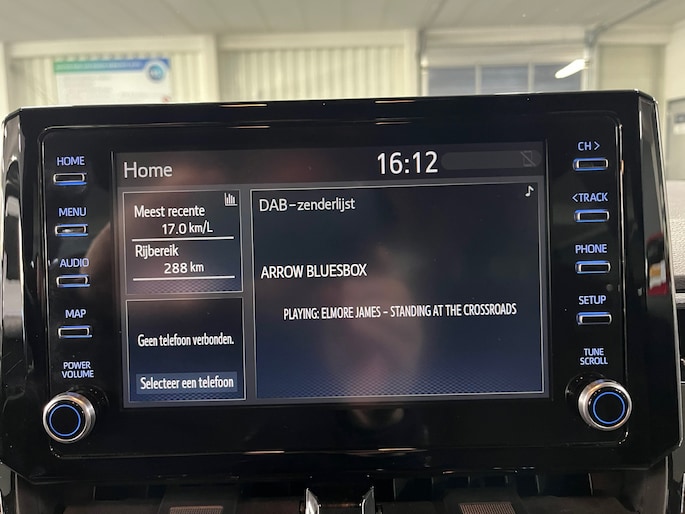 HOME
MENU
AUDIO
MAP
POWER
VOLUME
Home
16:12
Meest recente
17.0 km/L
Rijbereik
288 km
Geen telefoon verbonden.
Selecteer een telefoon
DAB-zenderlijst
ARROW BLUESBOX
PLAYING: ELMORE JAMES - STANDING AT THE CROSSROADS
CH >
< TRACK
PHONE
SETUP
TUNE
SCROLL